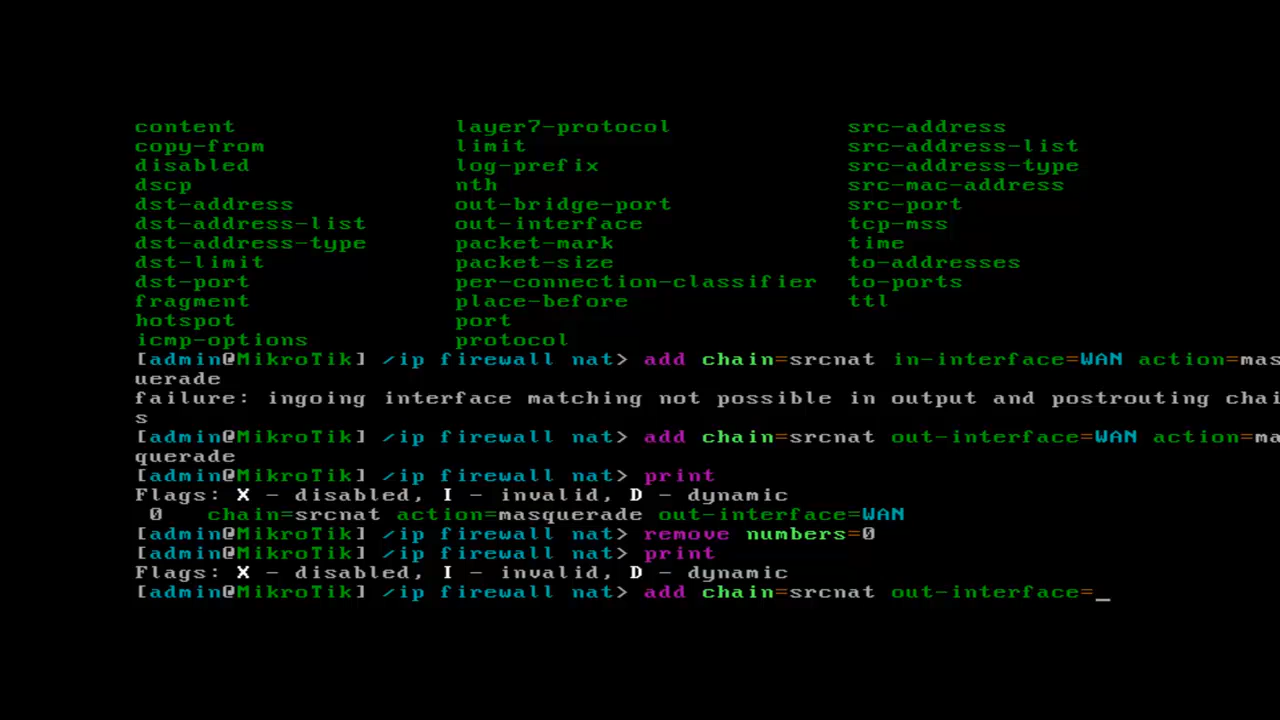 content layer7-protocol src-address
copy-from limit src-address-list
disabled log-prefix src-address-type
dscp nth src-mac-address
dst-address out-bridge-port src-port
dst-address-list out-interface tcp-mss
dst-address-type packet-mark time
dst-limit packet-size to-addresses
dst-port per-connection-classifier to-ports
fragment place-before ttl
hotspot port
icmp-options protocol
[admin@MikroTik] /ip firewall nat> add chain=srcnat in-interface=WAN action=mas
uerade
failure: ingoing interface matching not possible in output and postrouting chai
s
[admin@MikroTik] /ip firewall nat> add chain=srcnat out-interface=WAN action=ma
querade
[admin@MikroTik] /ip firewall nat> print
Flags: X - disabled, I - invalid, D - dynamic
0 chain=srcnat action=masquerade out-interface=WAN
[admin@MikroTik] /ip firewall nat> remove numbers=0
[admin@MikroTik] /ip firewall nat> print
Flags: X - disabled, I - invalid, D - dynamic
[admin@MikroTik] /ip firewall nat> add chain=srcnat out-interface=_